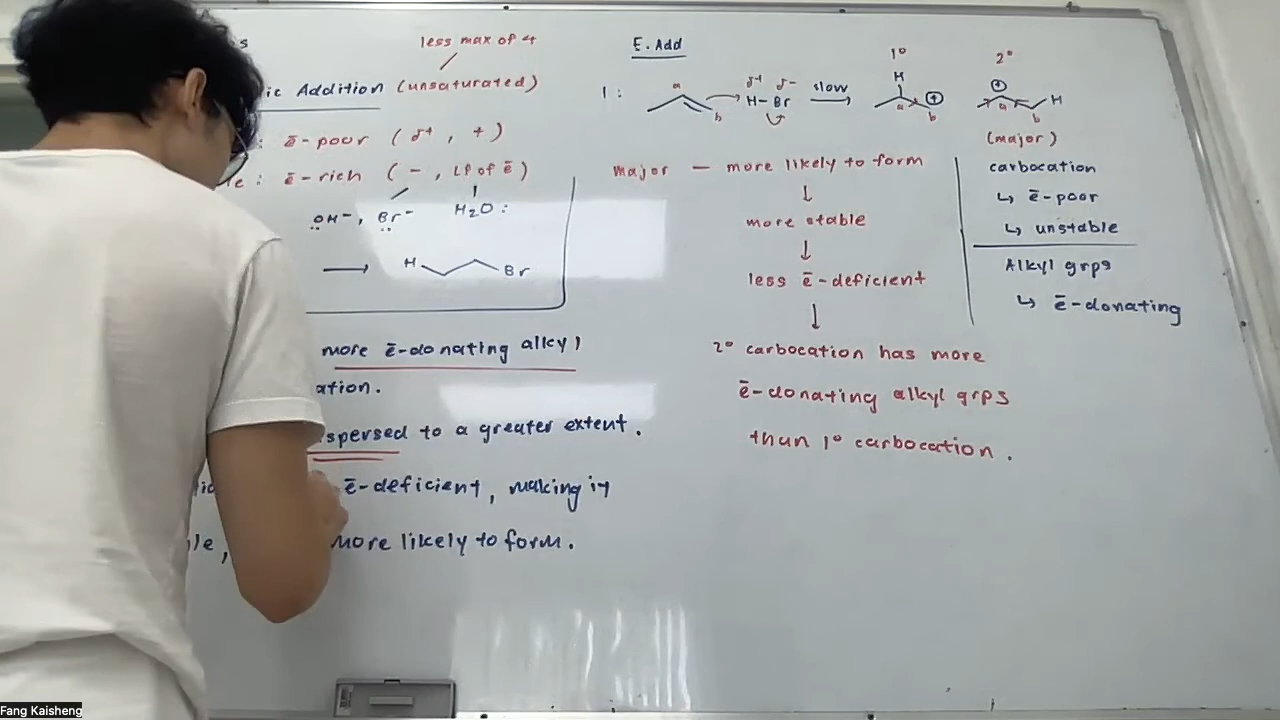 less max of 4
ic Addition (unsaturated)
: ē-poor (δ+, +)
le : ē-rich (-, LP of ē)
OH-, Br- H2O:
H Br
more ē-donating alkyl
ation.
spersed to a greater extent.
ē-deficient, making it
le, more likely to form.
E. Add
1: a b δ+ δ- H-Br slow 1° H a + b 2° + a b H
(major)
Major — more likely to form
↓
more stable
↓
less ē-deficient
↓
2° carbocation has more
ē-donating alkyl grps
than 1° carbocation.
carbocation
↳ ē-poor
↳ unstable
Alkyl grps
↳ ē-donating
Fang Kaisheng